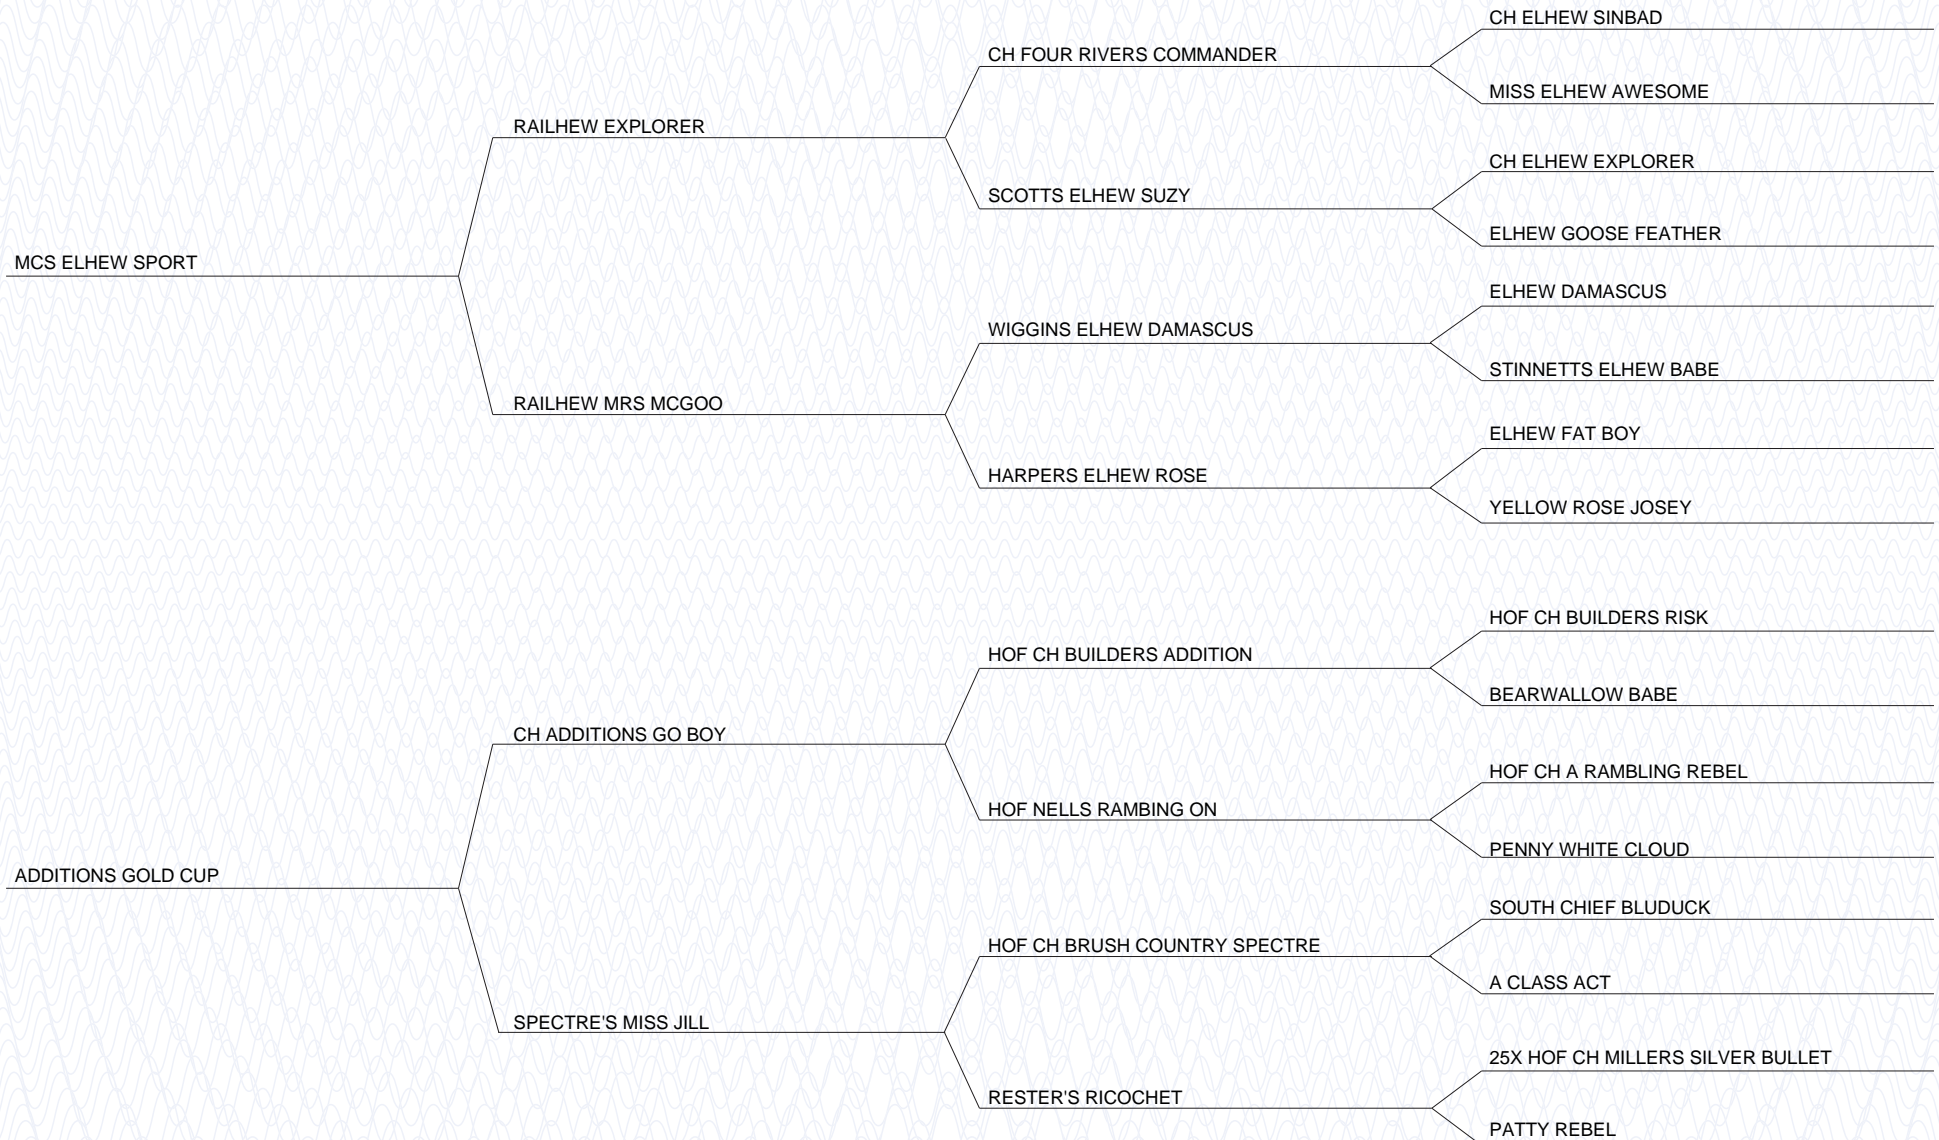 CH ELHEW SINBAD
CH FOUR RIVERS COMMANDER
MISS ELHEW AWESOME
RAILHEW EXPLORER
CH ELHEW EXPLORER
SCOTTS ELHEW SUZY
ELHEW GOOSE FEATHER
MCS ELHEW SPORT
ELHEW DAMASCUS
WIGGINS ELHEW DAMASCUS
STINNETTS ELHEW BABE
RAILHEW MRS MCGOO
ELHEW FAT BOY
HARPERS ELHEW ROSE
YELLOW ROSE JOSEY
HOF CH BUILDERS RISK
HOF CH BUILDERS ADDITION
BEARWALLOW BABE
CH ADDITIONS GO BOY
HOF CH A RAMBLING REBEL
HOF NELLS RAMBING ON
PENNY WHITE CLOUD
ADDITIONS GOLD CUP
SOUTH CHIEF BLUDUCK
HOF CH BRUSH COUNTRY SPECTRE
A CLASS ACT
SPECTRE'S MISS JILL
25X HOF CH MILLERS SILVER BULLET
RESTER'S RICOCHET
PATTY REBEL